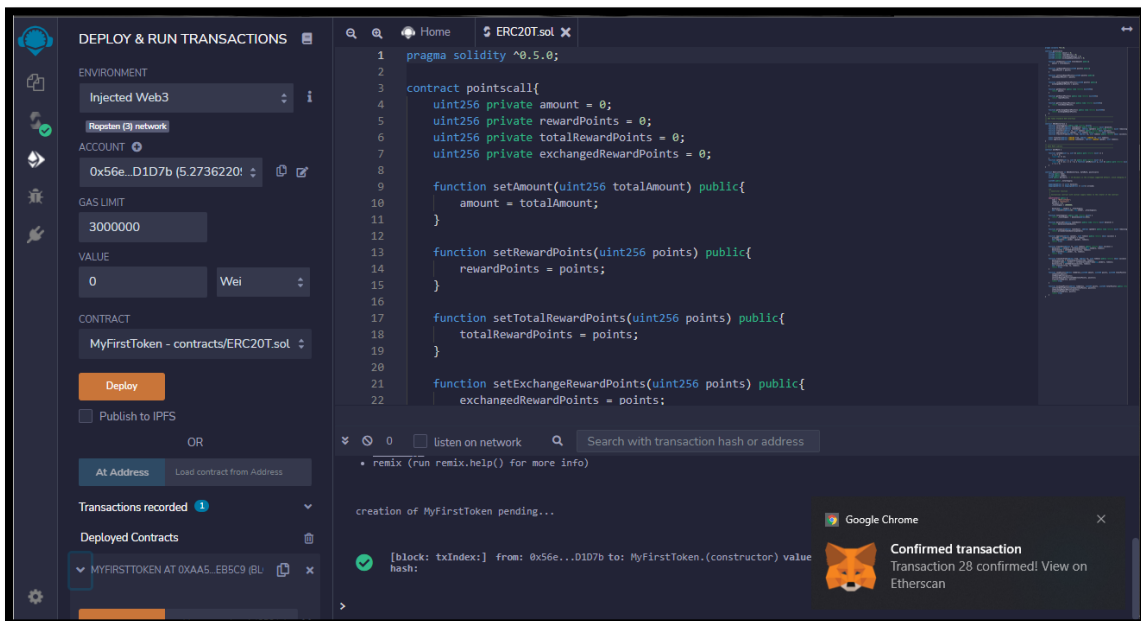 DEPLOY & RUN TRANSACTIONS
ENVIRONMENT
Injected Web3
i
Ropsten (3) network
ACCOUNT
0x56e...D1D7b (5.27362209
GAS LIMIT
3000000
VALUE
0
Wei
CONTRACT
MyFirstToken - contracts/ERC20T.sol
Deploy
Publish to IPFS
OR
At Address
Load contract from Address
Transactions recorded 1
Deployed Contracts
MYFIRSTTOKEN AT 0XAA5...EB5C9 (BL
Home
ERC20T.sol
1 pragma solidity ^0.5.0;
2
3 contract pointscall{
4 uint256 private amount = 0;
5 uint256 private rewardPoints = 0;
6 uint256 private totalRewardPoints = 0;
7 uint256 private exchangedRewardPoints = 0;
8
9 function setAmount(uint256 totalAmount) public{
10 amount = totalAmount;
11 }
12
13 function setRewardPoints(uint256 points) public{
14 rewardPoints = points;
15 }
16
17 function setTotalRewardPoints(uint256 points) public{
18 totalRewardPoints = points;
19 }
20
21 function setExchangeRewardPoints(uint256 points) public{
22 exchangedRewardPoints = points;
0
listen on network
Search with transaction hash or address
• remix (run remix.help() for more info)
creation of MyFirstToken pending...
[block: txIndex:] from: 0x56e...D1D7b to: MyFirstToken.(constructor) value
hash:
>
Google Chrome
Confirmed transaction
Transaction 28 confirmed! View on
Etherscan